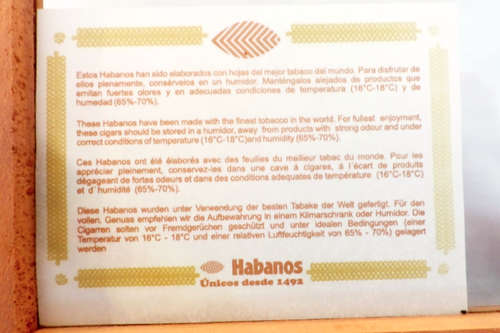 Estos Habanos han sido elaborados con hojas del mejor tabaco del mundo. Para disfrutar de
ellos plenamente, consérvelos en un humidor. Manténgalos alejados de productos que
emitan fuertes olores y en adecuadas condiciones de temperatura (16°C-18°C) y de
humedad (65%-70%).
These Habanos have been made with the finest tobacco in the world. For fullest enjoyment,
these cigars should be stored in a humidor, away from products with strong odour and under
correct conditions of temperature (16°C-18°C)and humidity (65%-70%).
Ces Habanos ont été élaborés avec des feuilles du meilleur tabac du monde. Pour les
apprécier pleinement, conservez-les dans une cave à cigares, à l´écart de produits
dégageant de fortes odeurs et dans des conditions adequates de température (16°C-18°C)
et d´humidité (65%-70%).
Diese Habanos wurden unter Verwendung der besten Tabake der Welt gefertigt. Für den
vollen, Genuss empfehlen wir die Aufbewahrung in einem Klimarschrank oder Humidor. Die
Cigarren solten vor Fremdgerüchen geschützt und unter idealen Bedingungen (einer
Temperatur von 16°C - 18°C und einer relativen Luftfeuchtigkeit von 65% - 70%) gelagert
werden
Habanos
Únicos desde 1492